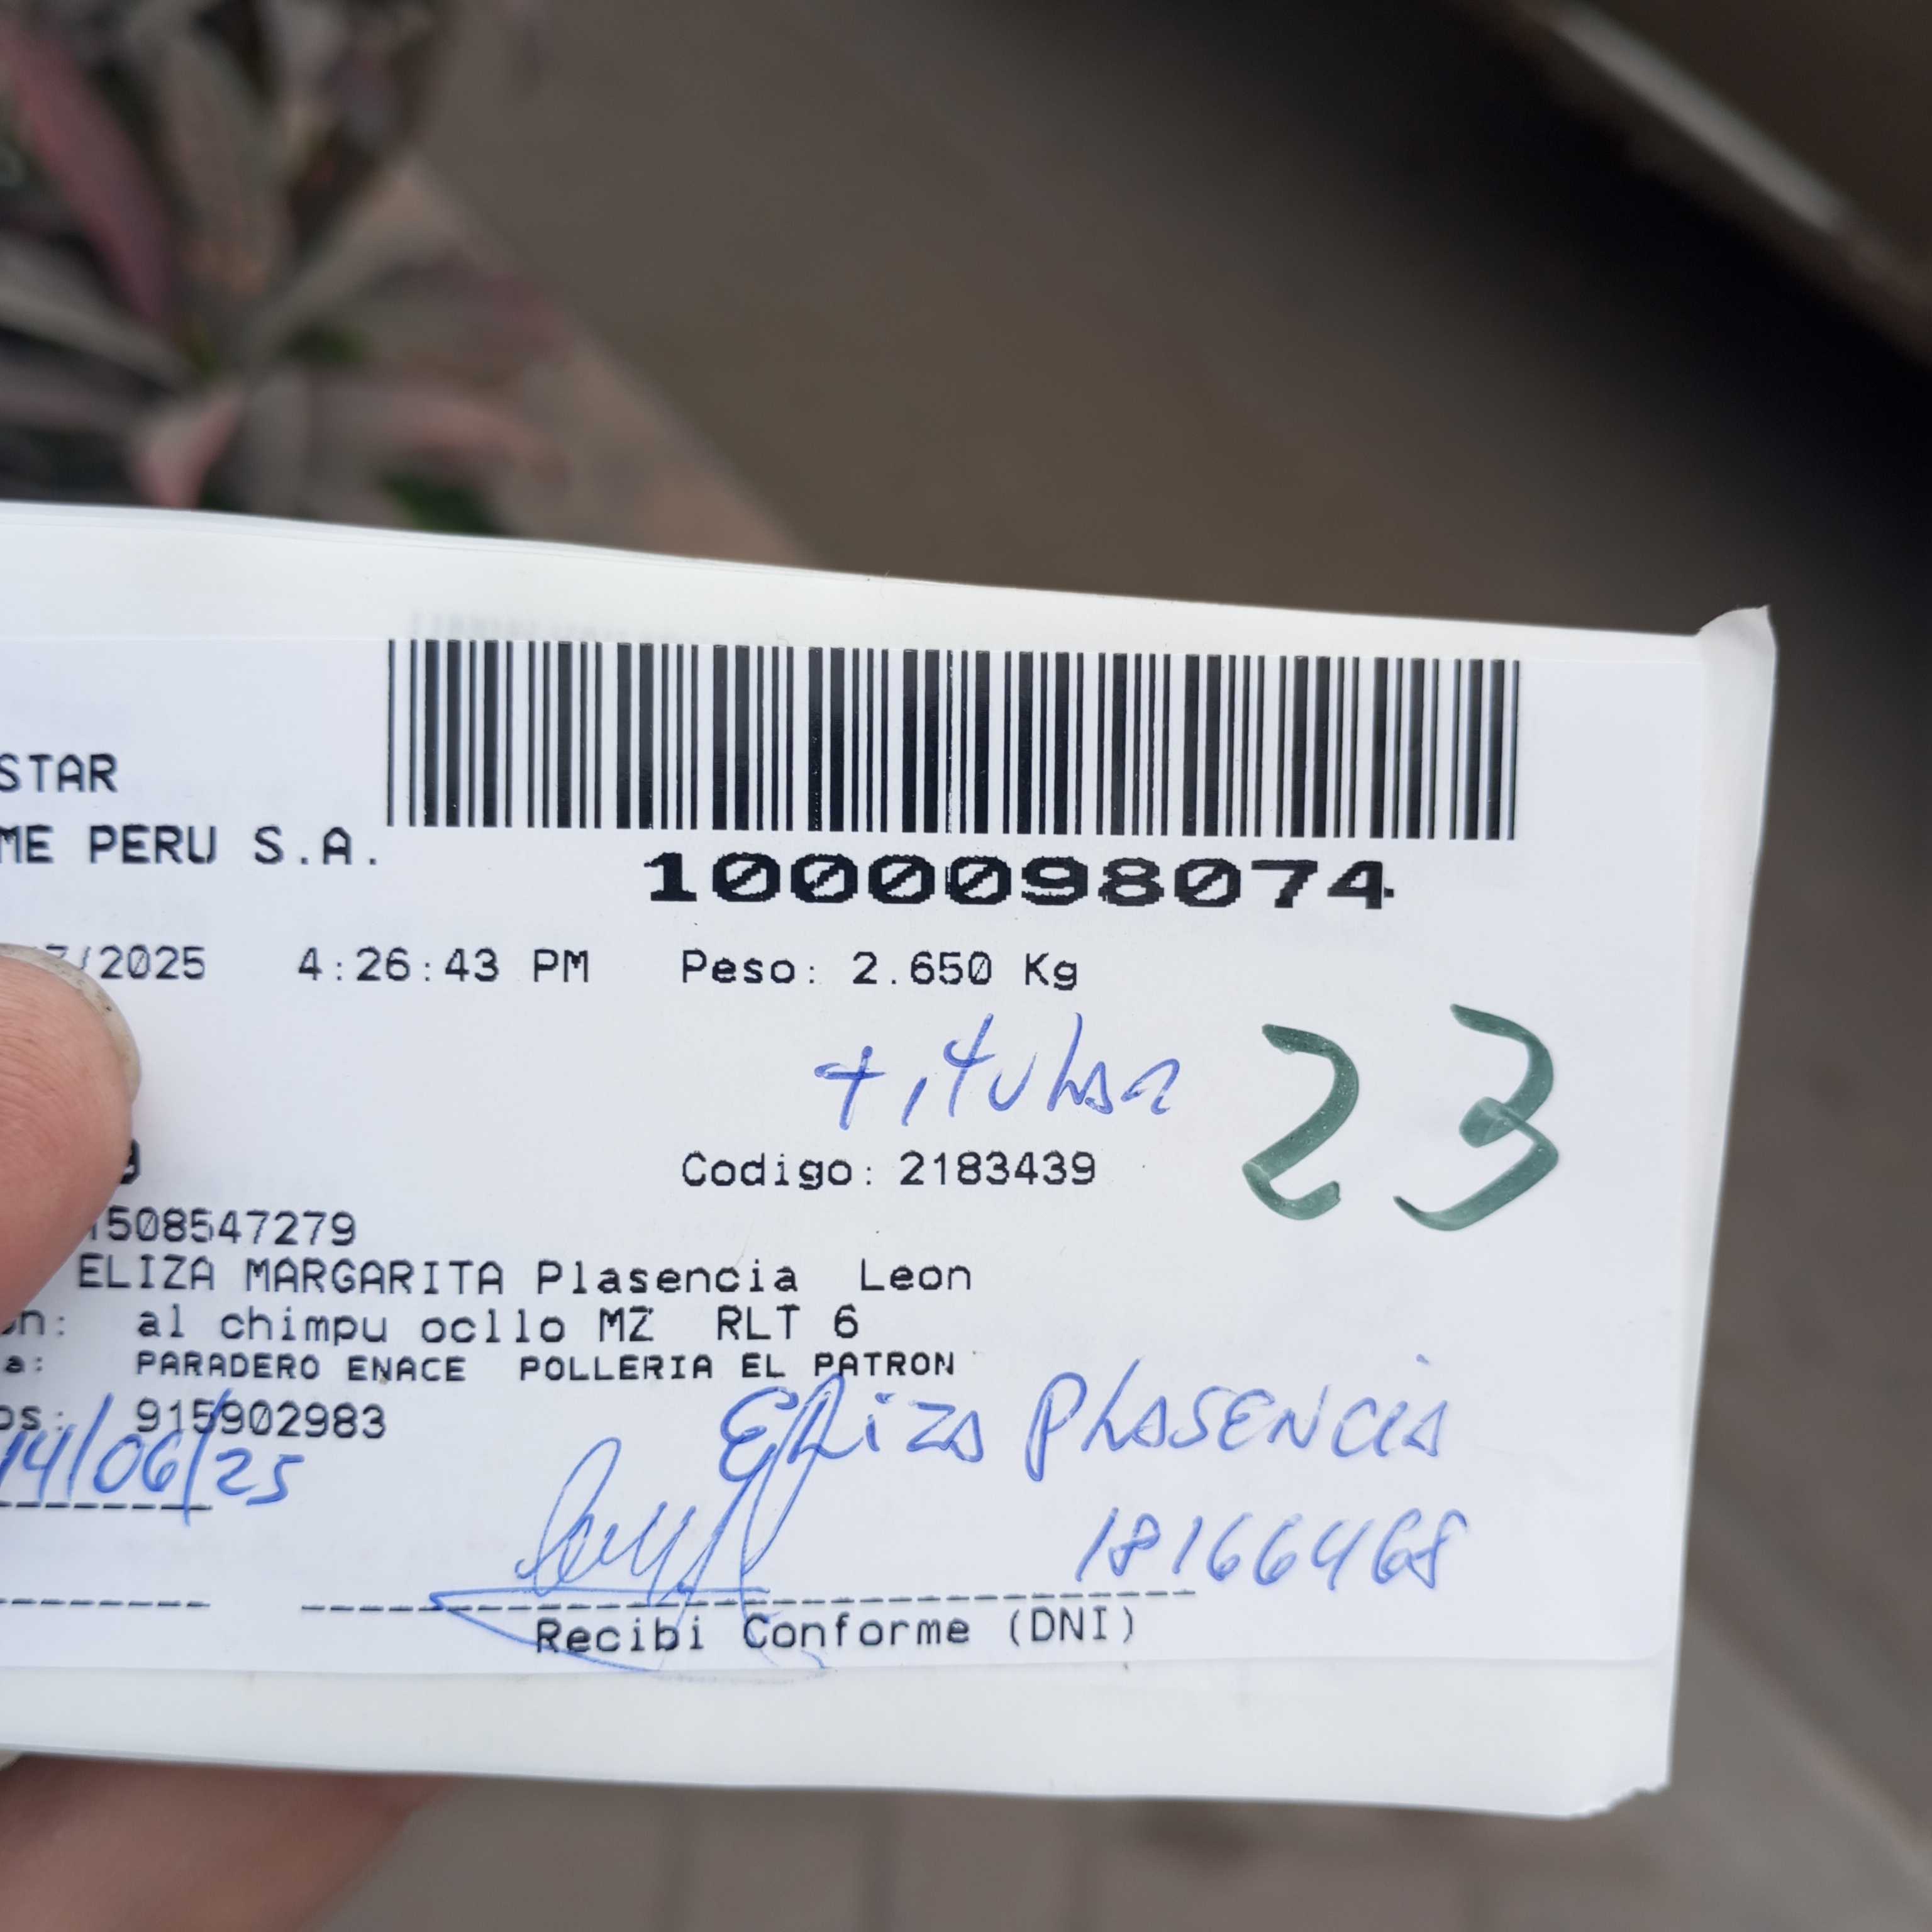 STAR
ME PERU S.A.
1000098074
7/2025 4:26:43 PM Peso: 2.650 Kg
titular
23
9 Codigo: 2183439
1508547279
ELIZA MARGARITA Plasencia Leon
on: al chimpu ocllo MZ RLT 6
a: PARADERO ENACE POLLERIA EL PATRON
os: 915902983
Eliza PLASENCIA
14/06/25
18166468
Recibi Conforme (DNI)